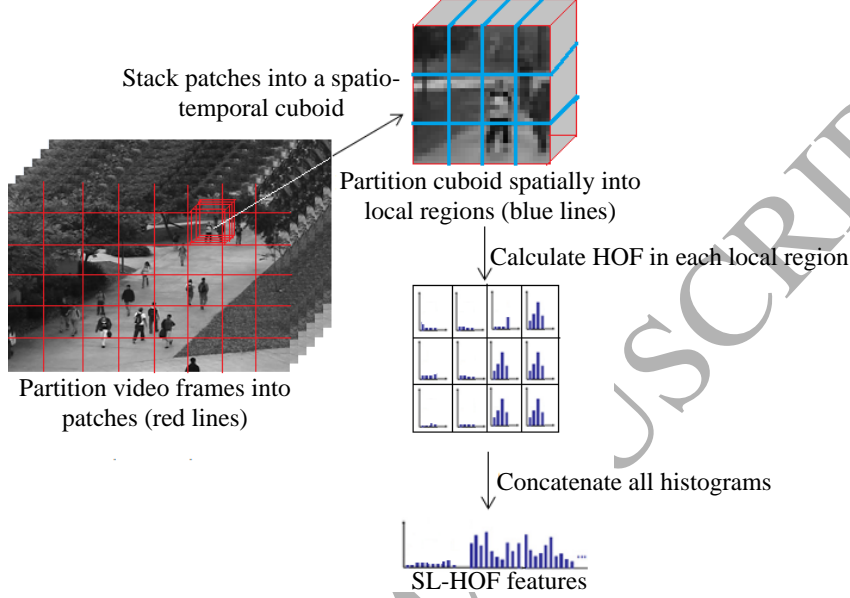 Stack patches into a spatio-
temporal cuboid
Partition cuboid spatially into
local regions (blue lines)
Calculate HOF in each local region
Partition video frames into
patches (red lines)
Concatenate all histograms
...
SL-HOF features